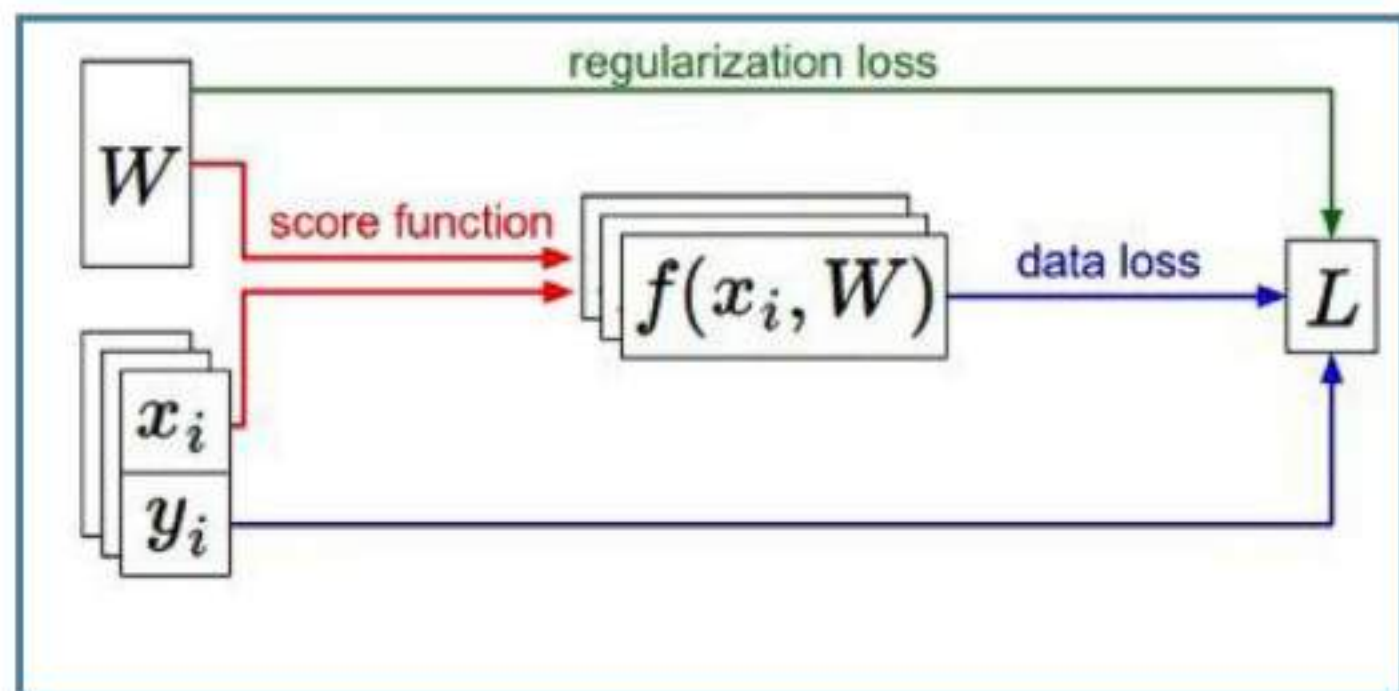 regularization loss
W
score function
f(x_i, W)
data loss
L
x_i
y_i